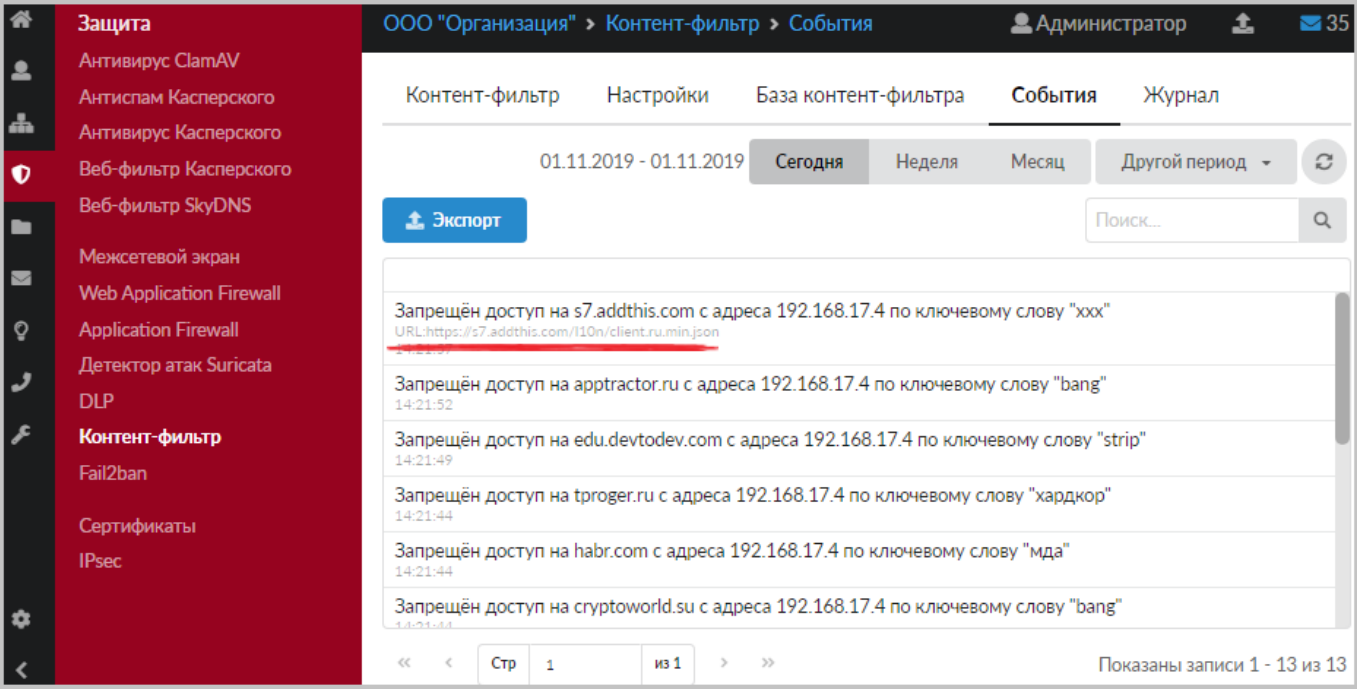 Защита
Антивирус ClamAV
Антиспам Касперского
Антивирус Касперского
Веб-фильтр Касперского
Веб-фильтр SkyDNS
Межсетевой экран
Web Application Firewall
Application Firewall
Детектор атак Suricata
DLP
Контент-фильтр
Fail2ban
Сертификаты
IPsec
ООО "Организация" > Контент-фильтр > События
Администратор
35
Контент-фильтр Настройки База контент-фильтра События Журнал
01.11.2019 - 01.11.2019 Сегодня Неделя Месяц Другой период
Экспорт
Поиск...
Запрещён доступ на s7.addthis.com с адреса 192.168.17.4 по ключевому слову "xxx"
URL:https://s7.addthis.com/l10n/client.ru.min.json
14:21:57
Запрещён доступ на apptractor.ru с адреса 192.168.17.4 по ключевому слову "bang"
14:21:52
Запрещён доступ на edu.devtodev.com с адреса 192.168.17.4 по ключевому слову "strip"
14:21:49
Запрещён доступ на tproger.ru с адреса 192.168.17.4 по ключевому слову "хардкор"
14:21:44
Запрещён доступ на habr.com с адреса 192.168.17.4 по ключевому слову "мда"
14:21:44
Запрещён доступ на cryptoworld.su с адреса 192.168.17.4 по ключевому слову "bang"
14:21:44
« ‹ Стр 1 из 1 › »
Показаны записи 1 - 13 из 13